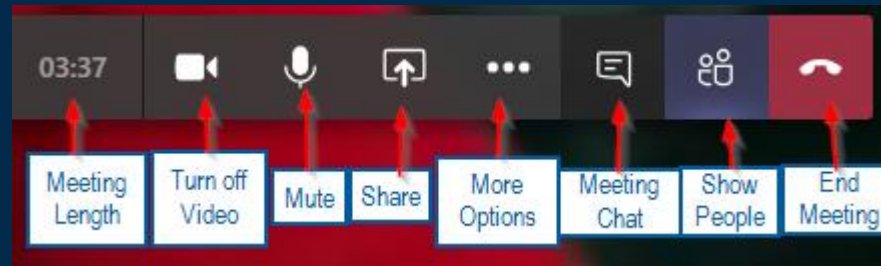 03:37
Meeting
Length
Turn off
Video
Mute
Share
More
Options
Meeting
Chat
Show
People
End
Meeting